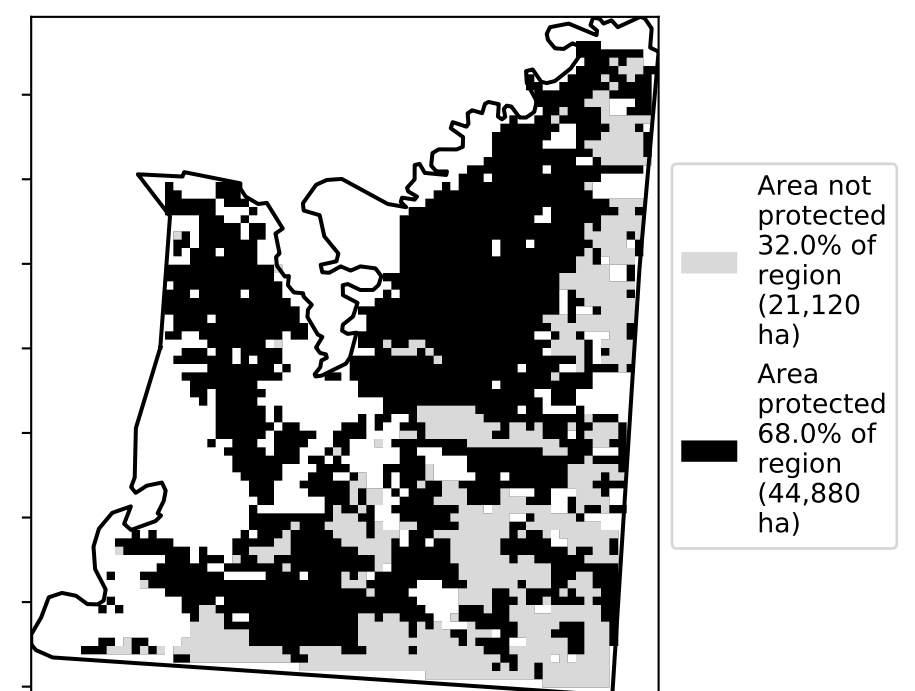 Area not
protected
32.0% of
region
(21,120
ha)
Area
protected
68.0% of
region
(44,880
ha)